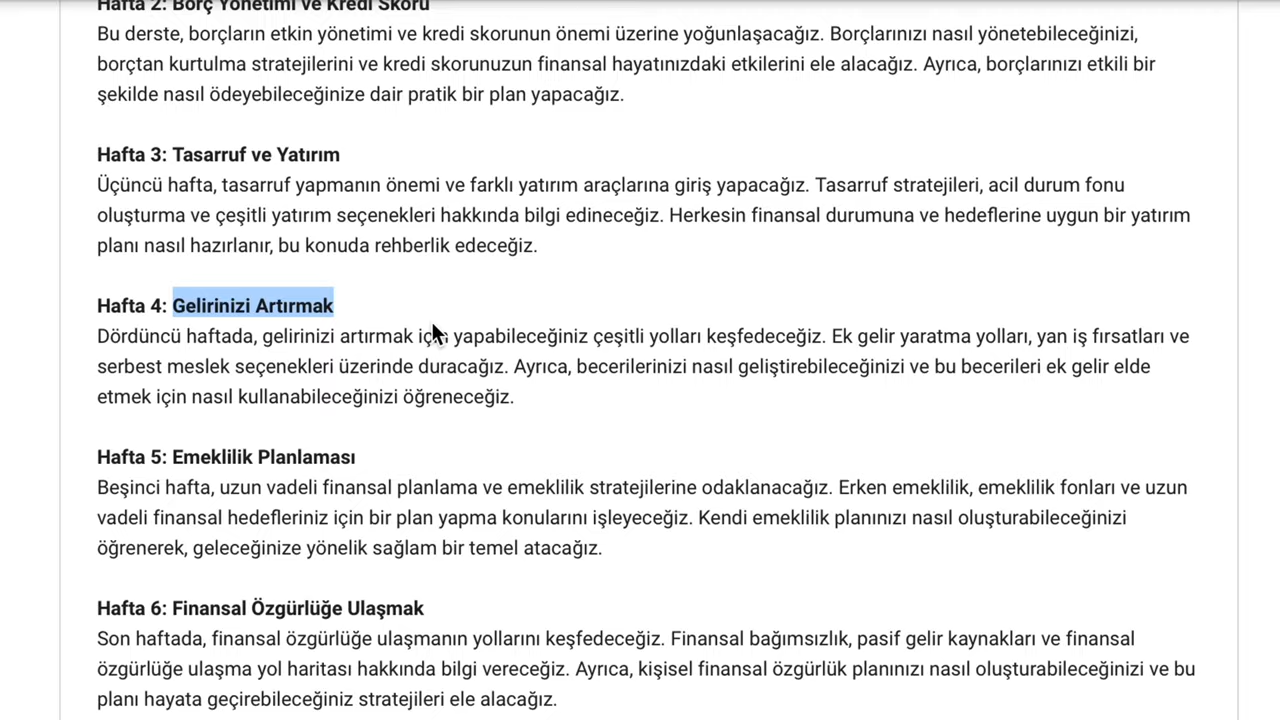 Hafta 2: Borç Yönetimi ve Kredi Skoru
Bu derste, borçların etkin yönetimi ve kredi skorunun önemi üzerine yoğunlaşacağız. Borçlarınızı nasıl yönetebileceğinizi,
borçtan kurtulma stratejilerini ve kredi skorunuzun finansal hayatınızdaki etkilerini ele alacağız. Ayrıca, borçlarınızı etkili bir
şekilde nasıl ödeyebileceğinize dair pratik bir plan yapacağız.
Hafta 3: Tasarruf ve Yatırım
Üçüncü hafta, tasarruf yapmanın önemi ve farklı yatırım araçlarına giriş yapacağız. Tasarruf stratejileri, acil durum fonu
oluşturma ve çeşitli yatırım seçenekleri hakkında bilgi edineceğiz. Herkesin finansal durumuna ve hedeflerine uygun bir yatırım
planı nasıl hazırlanır, bu konuda rehberlik edeceğiz.
Hafta 4: Gelirinizi Artırmak
Dördüncü haftada, gelirinizi artırmak için yapabileceğiniz çeşitli yolları keşfedeceğiz. Ek gelir yaratma yolları, yan iş fırsatları ve
serbest meslek seçenekleri üzerinde duracağız. Ayrıca, becerilerinizi nasıl geliştirebileceğinizi ve bu becerileri ek gelir elde
etmek için nasıl kullanabileceğinizi öğreneceğiz.
Hafta 5: Emeklilik Planlaması
Beşinci hafta, uzun vadeli finansal planlama ve emeklilik stratejilerine odaklanacağız. Erken emeklilik, emeklilik fonları ve uzun
vadeli finansal hedefleriniz için bir plan yapma konularını işleyeceğiz. Kendi emeklilik planınızı nasıl oluşturabileceğinizi
öğrenerek, geleceğinize yönelik sağlam bir temel atacağız.
Hafta 6: Finansal Özgürlüğe Ulaşmak
Son haftada, finansal özgürlüğe ulaşmanın yollarını keşfedeceğiz. Finansal bağımsızlık, pasif gelir kaynakları ve finansal
özgürlüğe ulaşma yol haritası hakkında bilgi vereceğiz. Ayrıca, kişisel finansal özgürlük planınızı nasıl oluşturabileceğinizi ve bu
planı hayata geçirebileceğiniz stratejileri ele alacağız.